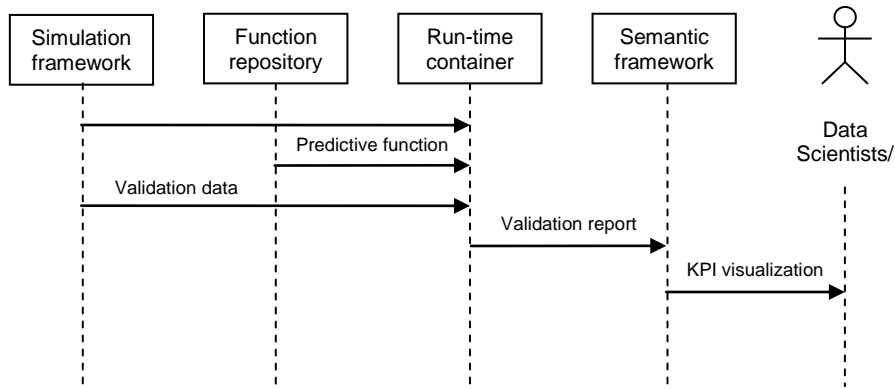 Simulation
framework
Function
repository
Run-time
container
Semantic
framework
Data
Scientists/
Predictive function
Validation data
Validation report
KPI visualization